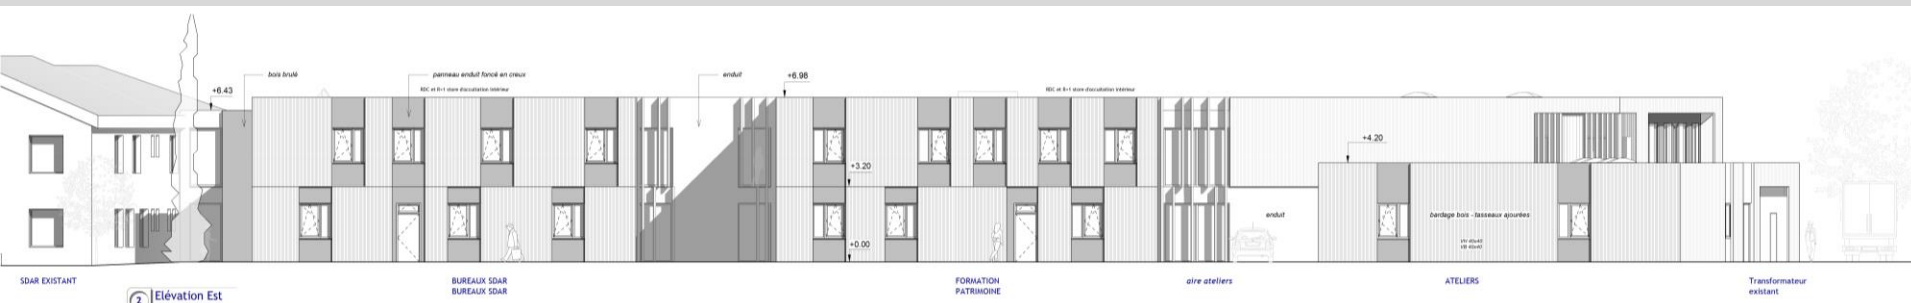 bois brulé
panneau enduit foncé en creux
enduit
+6.98
+6.43
RDC et R+1 store d'occultation intérieur
RDC et R+1 store d'occultation intérieur
+4.20
+3.20
enduit
bardage bois - tasseaux ajourées
+0.00
SDAR EXISTANT
BUREAUX SDAR
BUREAUX SDAR
FORMATION
PATRIMOINE
aire ateliers
ATELIERS
Transformateur
existant
2
Elévation Est